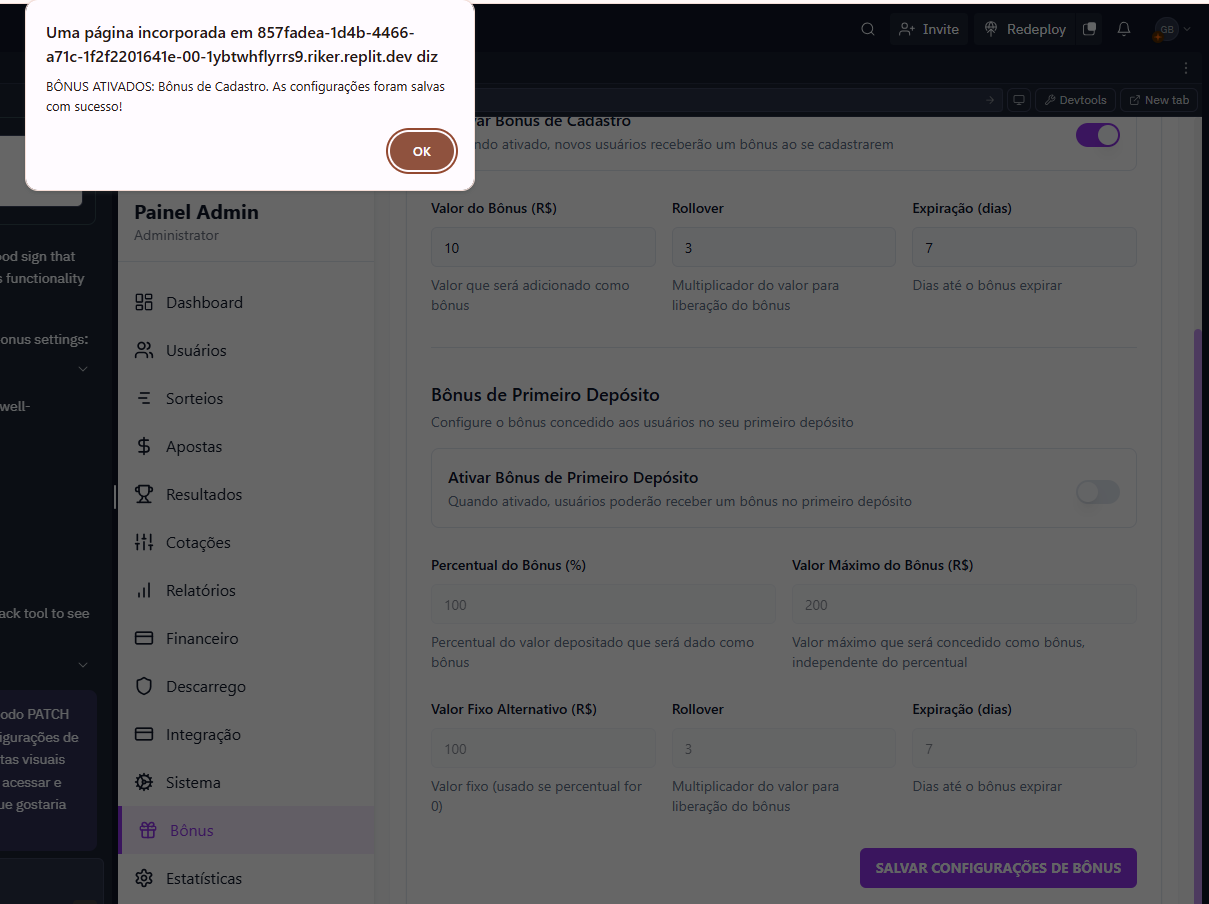 Uma página incorporada em 857fadea-1d4b-4466-
a71c-1f2f2201641e-00-1ybtwhflyrrs9.riker.replit.dev diz
BÔNUS ATIVADOS: Bônus de Cadastro. As configurações foram salvas
com sucesso!
OK
Invite
Redeploy
GB
Devtools
New tab
ood sign that
s functionality
onus settings:
well-
ack tool to see
odo PATCH
igurações de
tas visuais
acessar e
ue gostaria
Painel Admin
Administrator
Dashboard
Usuários
Sorteios
Apostas
Resultados
Cotações
Relatórios
Financeiro
Descarrego
Integração
Sistema
Bônus
Estatísticas
var Bônus de Cadastro
ndo ativado, novos usuários receberão um bônus ao se cadastrarem
Valor do Bônus (R$)
10
Valor que será adicionado como
bônus
Rollover
3
Multiplicador do valor para
liberação do bônus
Expiração (dias)
7
Dias até o bônus expirar
Bônus de Primeiro Depósito
Configure o bônus concedido aos usuários no seu primeiro depósito
Ativar Bônus de Primeiro Depósito
Quando ativado, usuários poderão receber um bônus no primeiro depósito
Percentual do Bônus (%)
100
Percentual do valor depositado que será dado como
bônus
Valor Máximo do Bônus (R$)
200
Valor máximo que será concedido como bônus,
independente do percentual
Valor Fixo Alternativo (R$)
100
Valor fixo (usado se percentual for
0)
Rollover
3
Multiplicador do valor para
liberação do bônus
Expiração (dias)
7
Dias até o bônus expirar
SALVAR CONFIGURAÇÕES DE BÔNUS